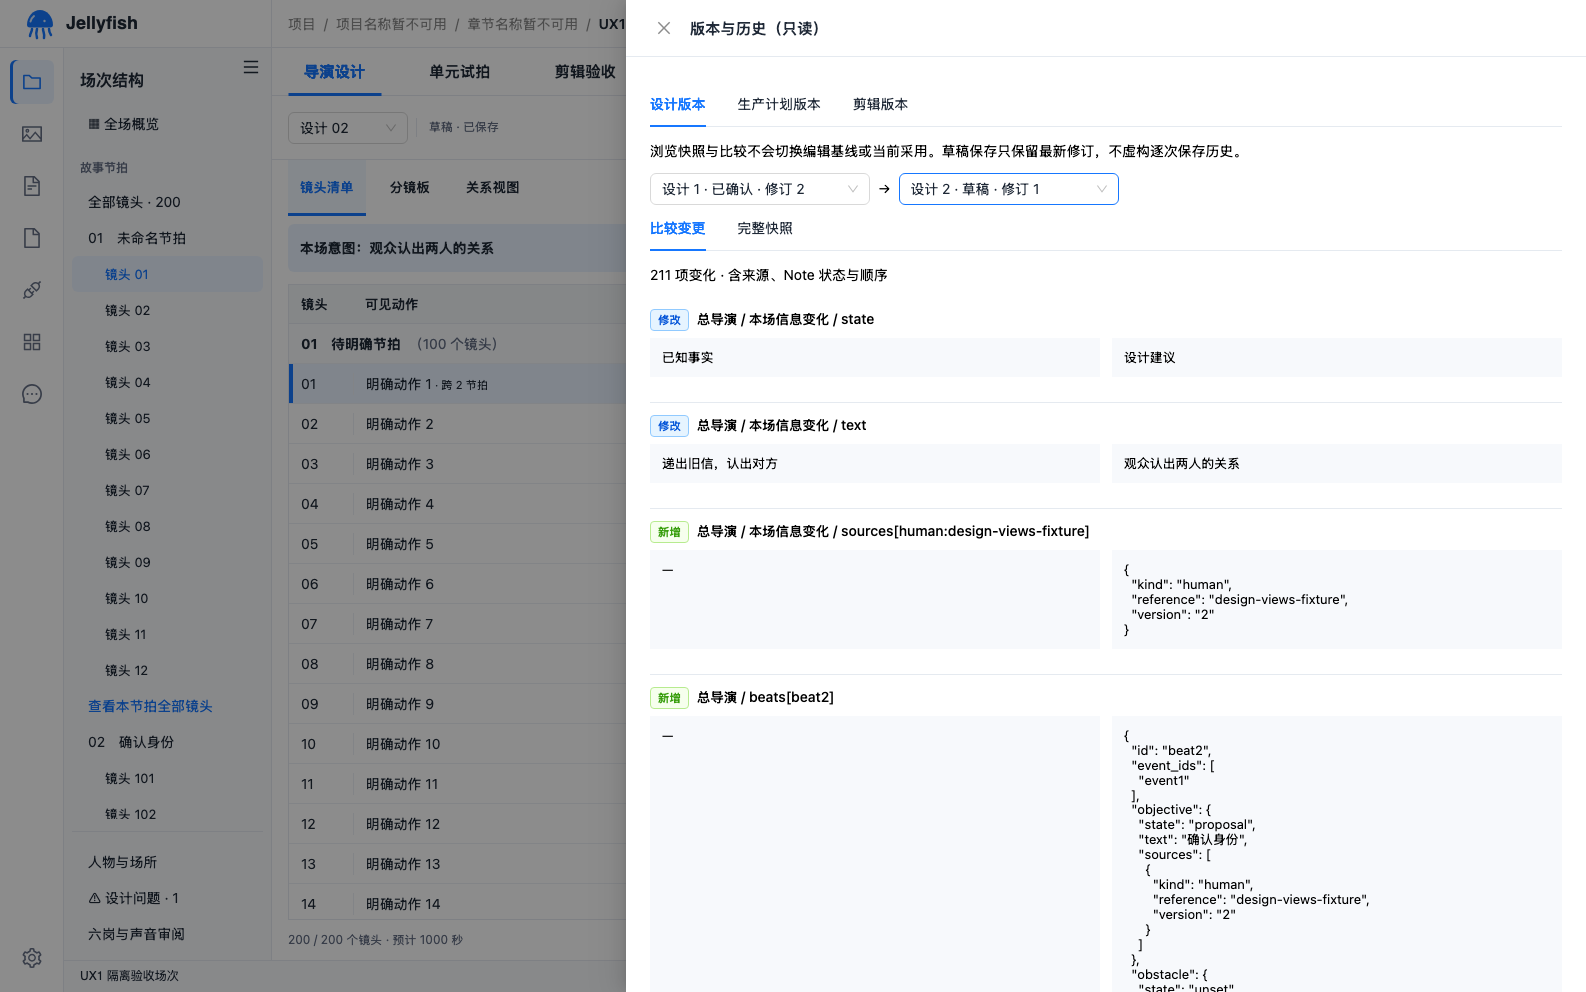 Jellyfish
项目 / 项目名称暂不可用 / 章节名称暂不可用 / UX1
场次结构
全场概览
故事节拍
全部镜头 · 200
01 未命名节拍
镜头 01
镜头 02
镜头 03
镜头 04
镜头 05
镜头 06
镜头 07
镜头 08
镜头 09
镜头 10
镜头 11
镜头 12
查看本节拍全部镜头
02 确认身份
镜头 101
镜头 102
人物与场所
设计问题 · 1
六岗与声音审阅
UX1 隔离验收场次
导演设计 单元试拍 剪辑验收
设计 02 草稿 · 已保存
镜头清单 分镜板 关系视图
本场意图：观众认出两人的关系
镜头 可见动作
01 待明确节拍 （100 个镜头）
01 明确动作 1 · 跨 2 节拍
02 明确动作 2
03 明确动作 3
04 明确动作 4
05 明确动作 5
06 明确动作 6
07 明确动作 7
08 明确动作 8
09 明确动作 9
10 明确动作 10
11 明确动作 11
12 明确动作 12
13 明确动作 13
14 明确动作 14
200 / 200 个镜头 · 预计 1000 秒
版本与历史（只读）
设计版本 生产计划版本 剪辑版本
浏览快照与比较不会切换编辑基线或当前采用。草稿保存只保留最新修订，不虚构逐次保存历史。
设计 1 · 已确认 · 修订 2 → 设计 2 · 草稿 · 修订 1
比较变更 完整快照
211 项变化 · 含来源、Note 状态与顺序
修改 总导演 / 本场信息变化 / state
已知事实 设计建议
修改 总导演 / 本场信息变化 / text
递出旧信，认出对方 观众认出两人的关系
新增 总导演 / 本场信息变化 / sources[human:design-views-fixture]
—
{
"kind": "human",
"reference": "design-views-fixture",
"version": "2"
}
新增 总导演 / beats[beat2]
—
{
"id": "beat2",
"event_ids": [
"event1"
],
"objective": {
"state": "proposal",
"text": "确认身份",
"sources": [
{
"kind": "human",
"reference": "design-views-fixture",
"version": "2"
}
]
},
"obstacle": {
"state": "unset",